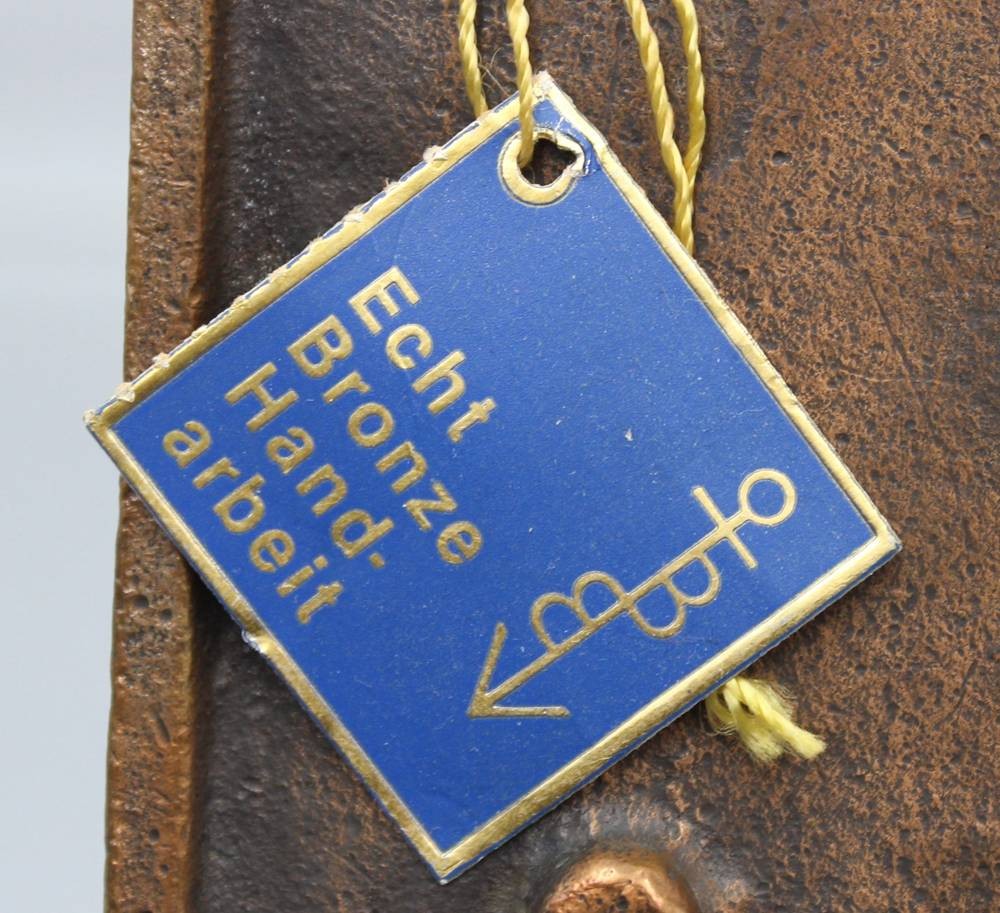 Echt
Bronze
Hand-
arbeit